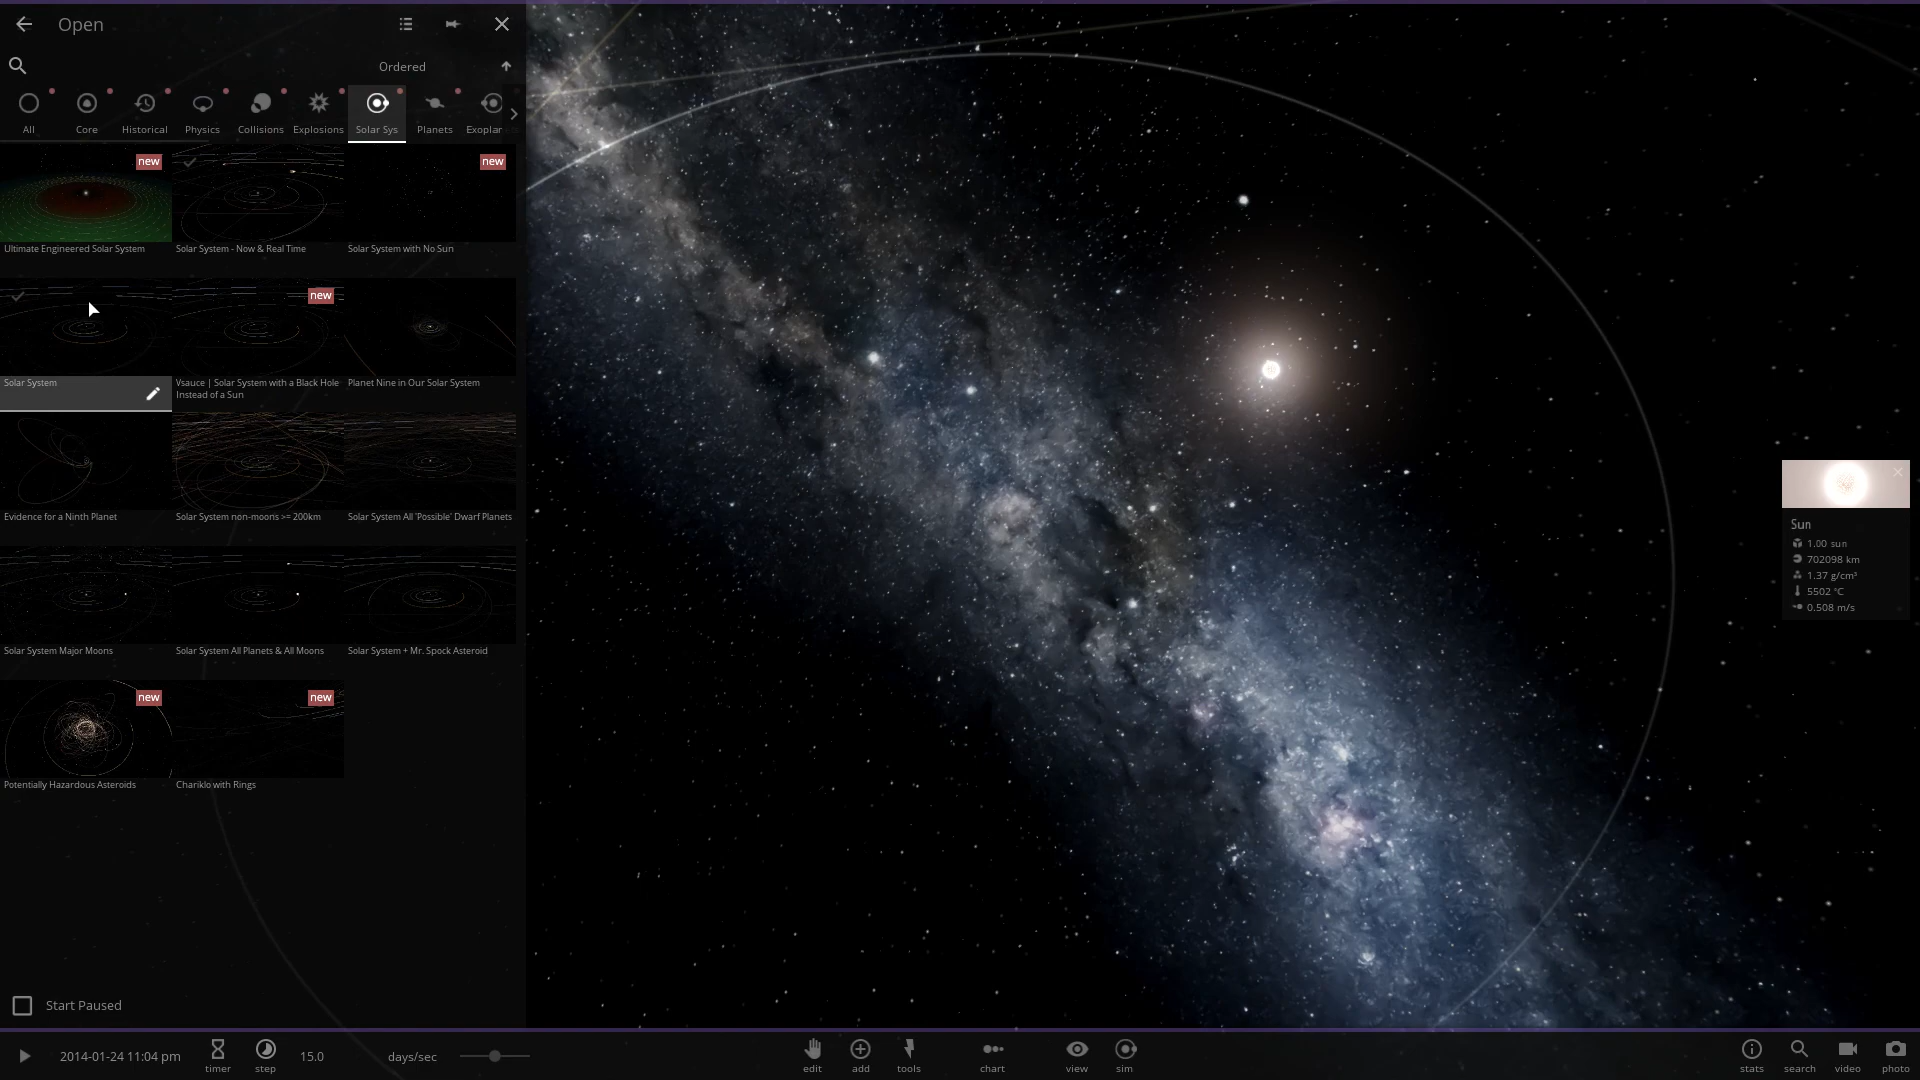 Open
Ordered
All
Core
Historical
Physics
Collisions
Explosions
Solar Sys
Planets
Exoplan
new
new
Ultimate Engineered Solar System
Solar System - Now & Real Time
Solar System with No Sun
new
Solar System
Vsauce | Solar System with a Black Hole
Instead of a Sun
Planet Nine in Our Solar System
Evidence for a Ninth Planet
Solar System non-moons >= 200km
Solar System All 'Possible' Dwarf Planets
Solar System Major Moons
Solar System All Planets & All Moons
Solar System + Mr. Spock Asteroid
new
new
Potentially Hazardous Asteroids
Chariklo with Rings
Start Paused
Sun
1.00 sun
702098 km
1.37 g/cm³
5502 °C
0.508 m/s
2014-01-24 11:04 pm
timer
step
15.0
days/sec
edit
add
tools
chart
view
sim
stats
search
video
photo